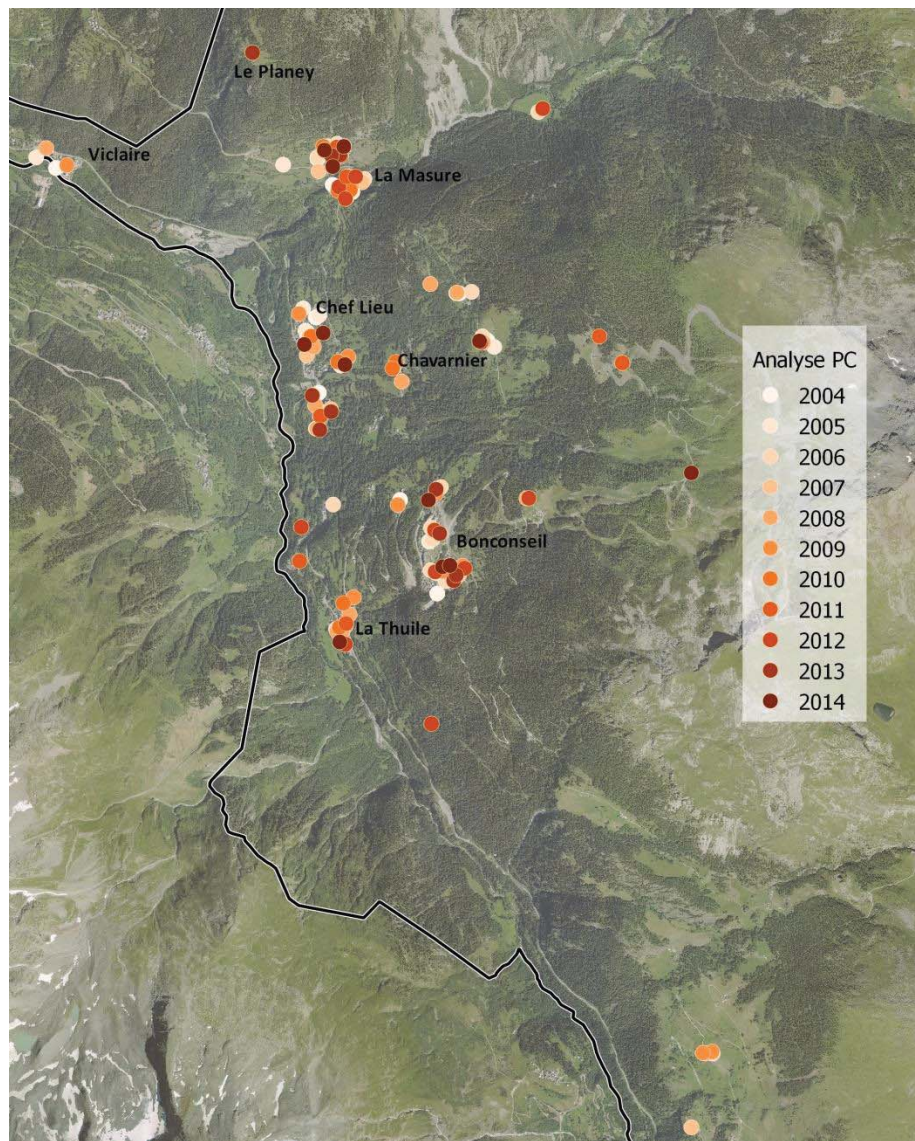 Le Planey
Viclaire
La Masure
Chef Lieu
Chavarnier
Analyse PC
2004
2005
2006
2007
2008
2009
2010
2011
2012
2013
2014
Bonconseil
La Thuile